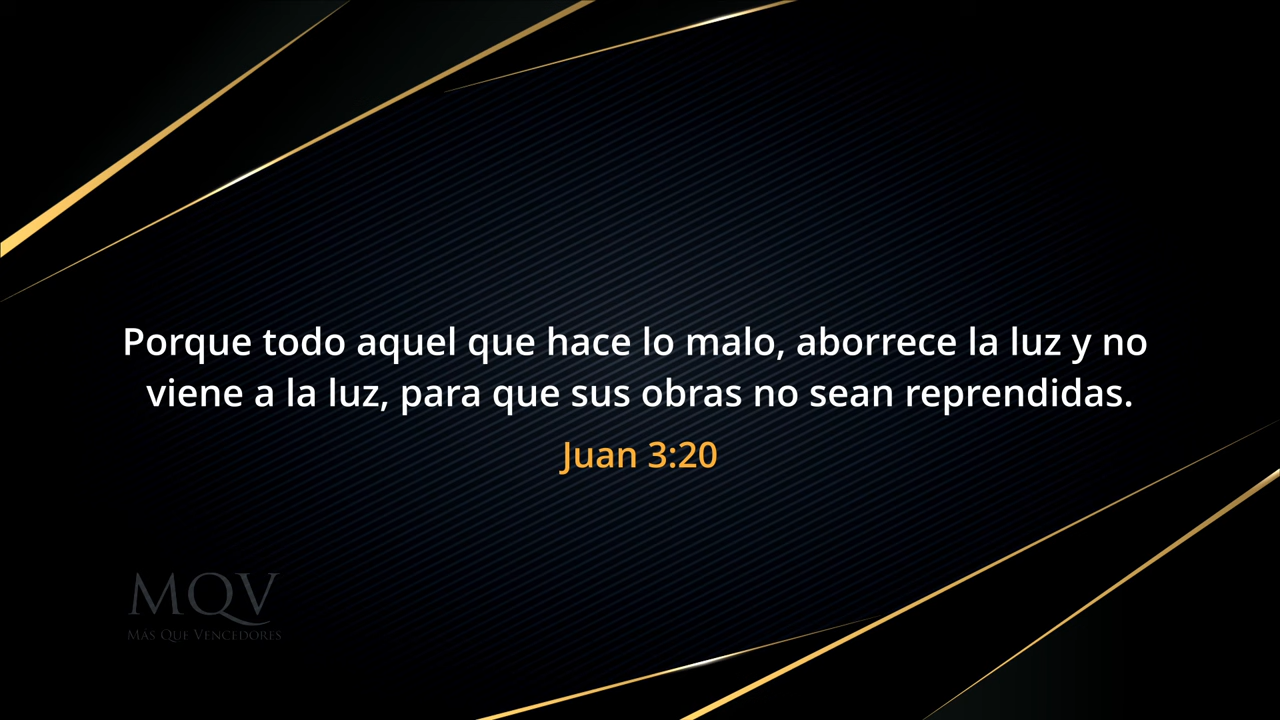 Porque todo aquel que hace lo malo, aborrece la luz y no
viene a la luz, para que sus obras no sean reprendidas.
Juan 3:20
MQV
Más Que Vencedores